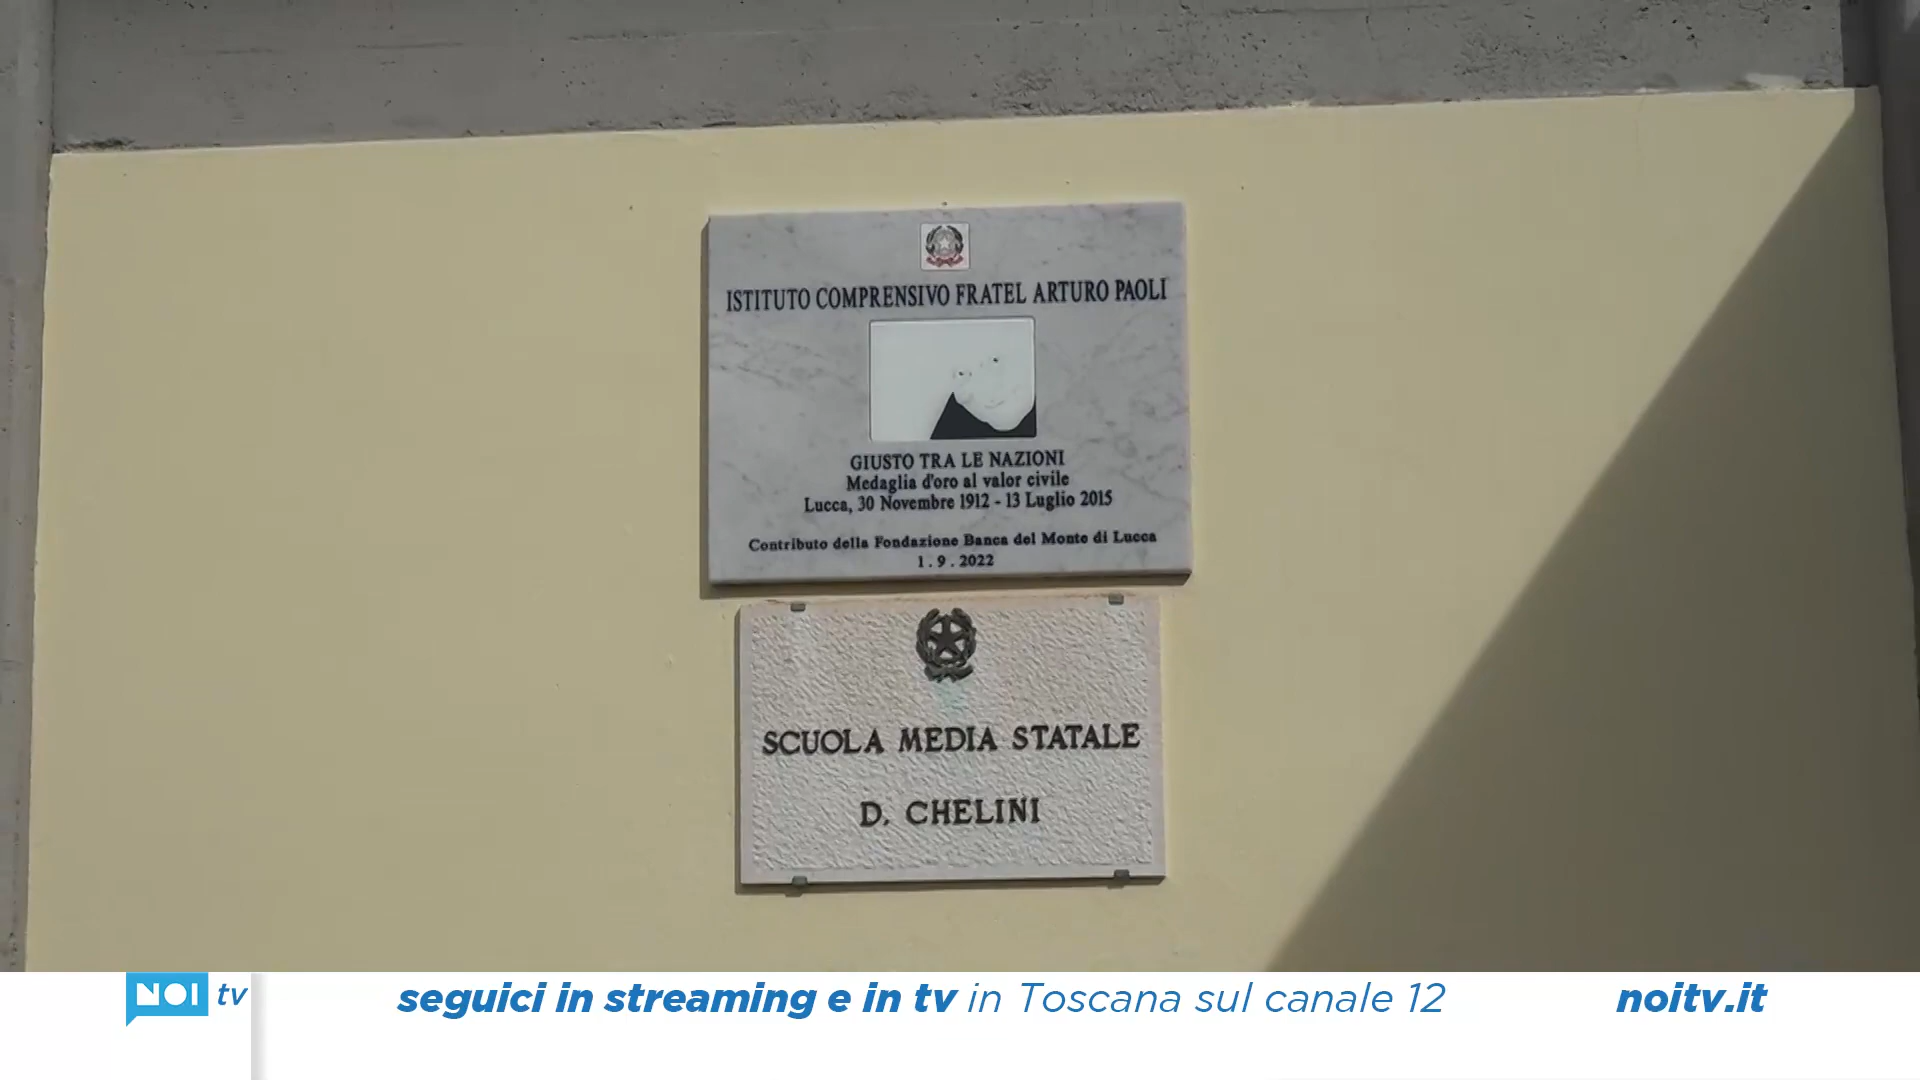 ISTITUTO COMPRENSIVO FRATEL ARTURO PAOLI
GIUSTO TRA LE NAZIONI
Medaglia d'oro al valor civile
Lucca, 30 Novembre 1912 - 13 Luglio 2015
Contributo della Fondazione Banca del Monte di Lucca
1.9.2022
SCUOLA MEDIA STATALE
D. CHELINI
NOI tv
seguici in streaming e in tv in Toscana sul canale 12
noitv.it